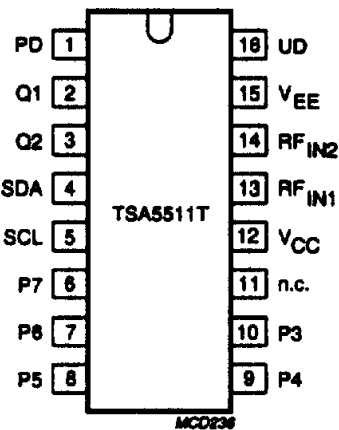 PD 1 16 UD
Q1 2 15 VEE
Q2 3 14 RFIN2
SDA 4 13 RFIN1
TSA5511T
SCL 5 12 VCC
P7 6 11 n.c.
P6 7 10 P3
P5 8 9 P4
MCD236